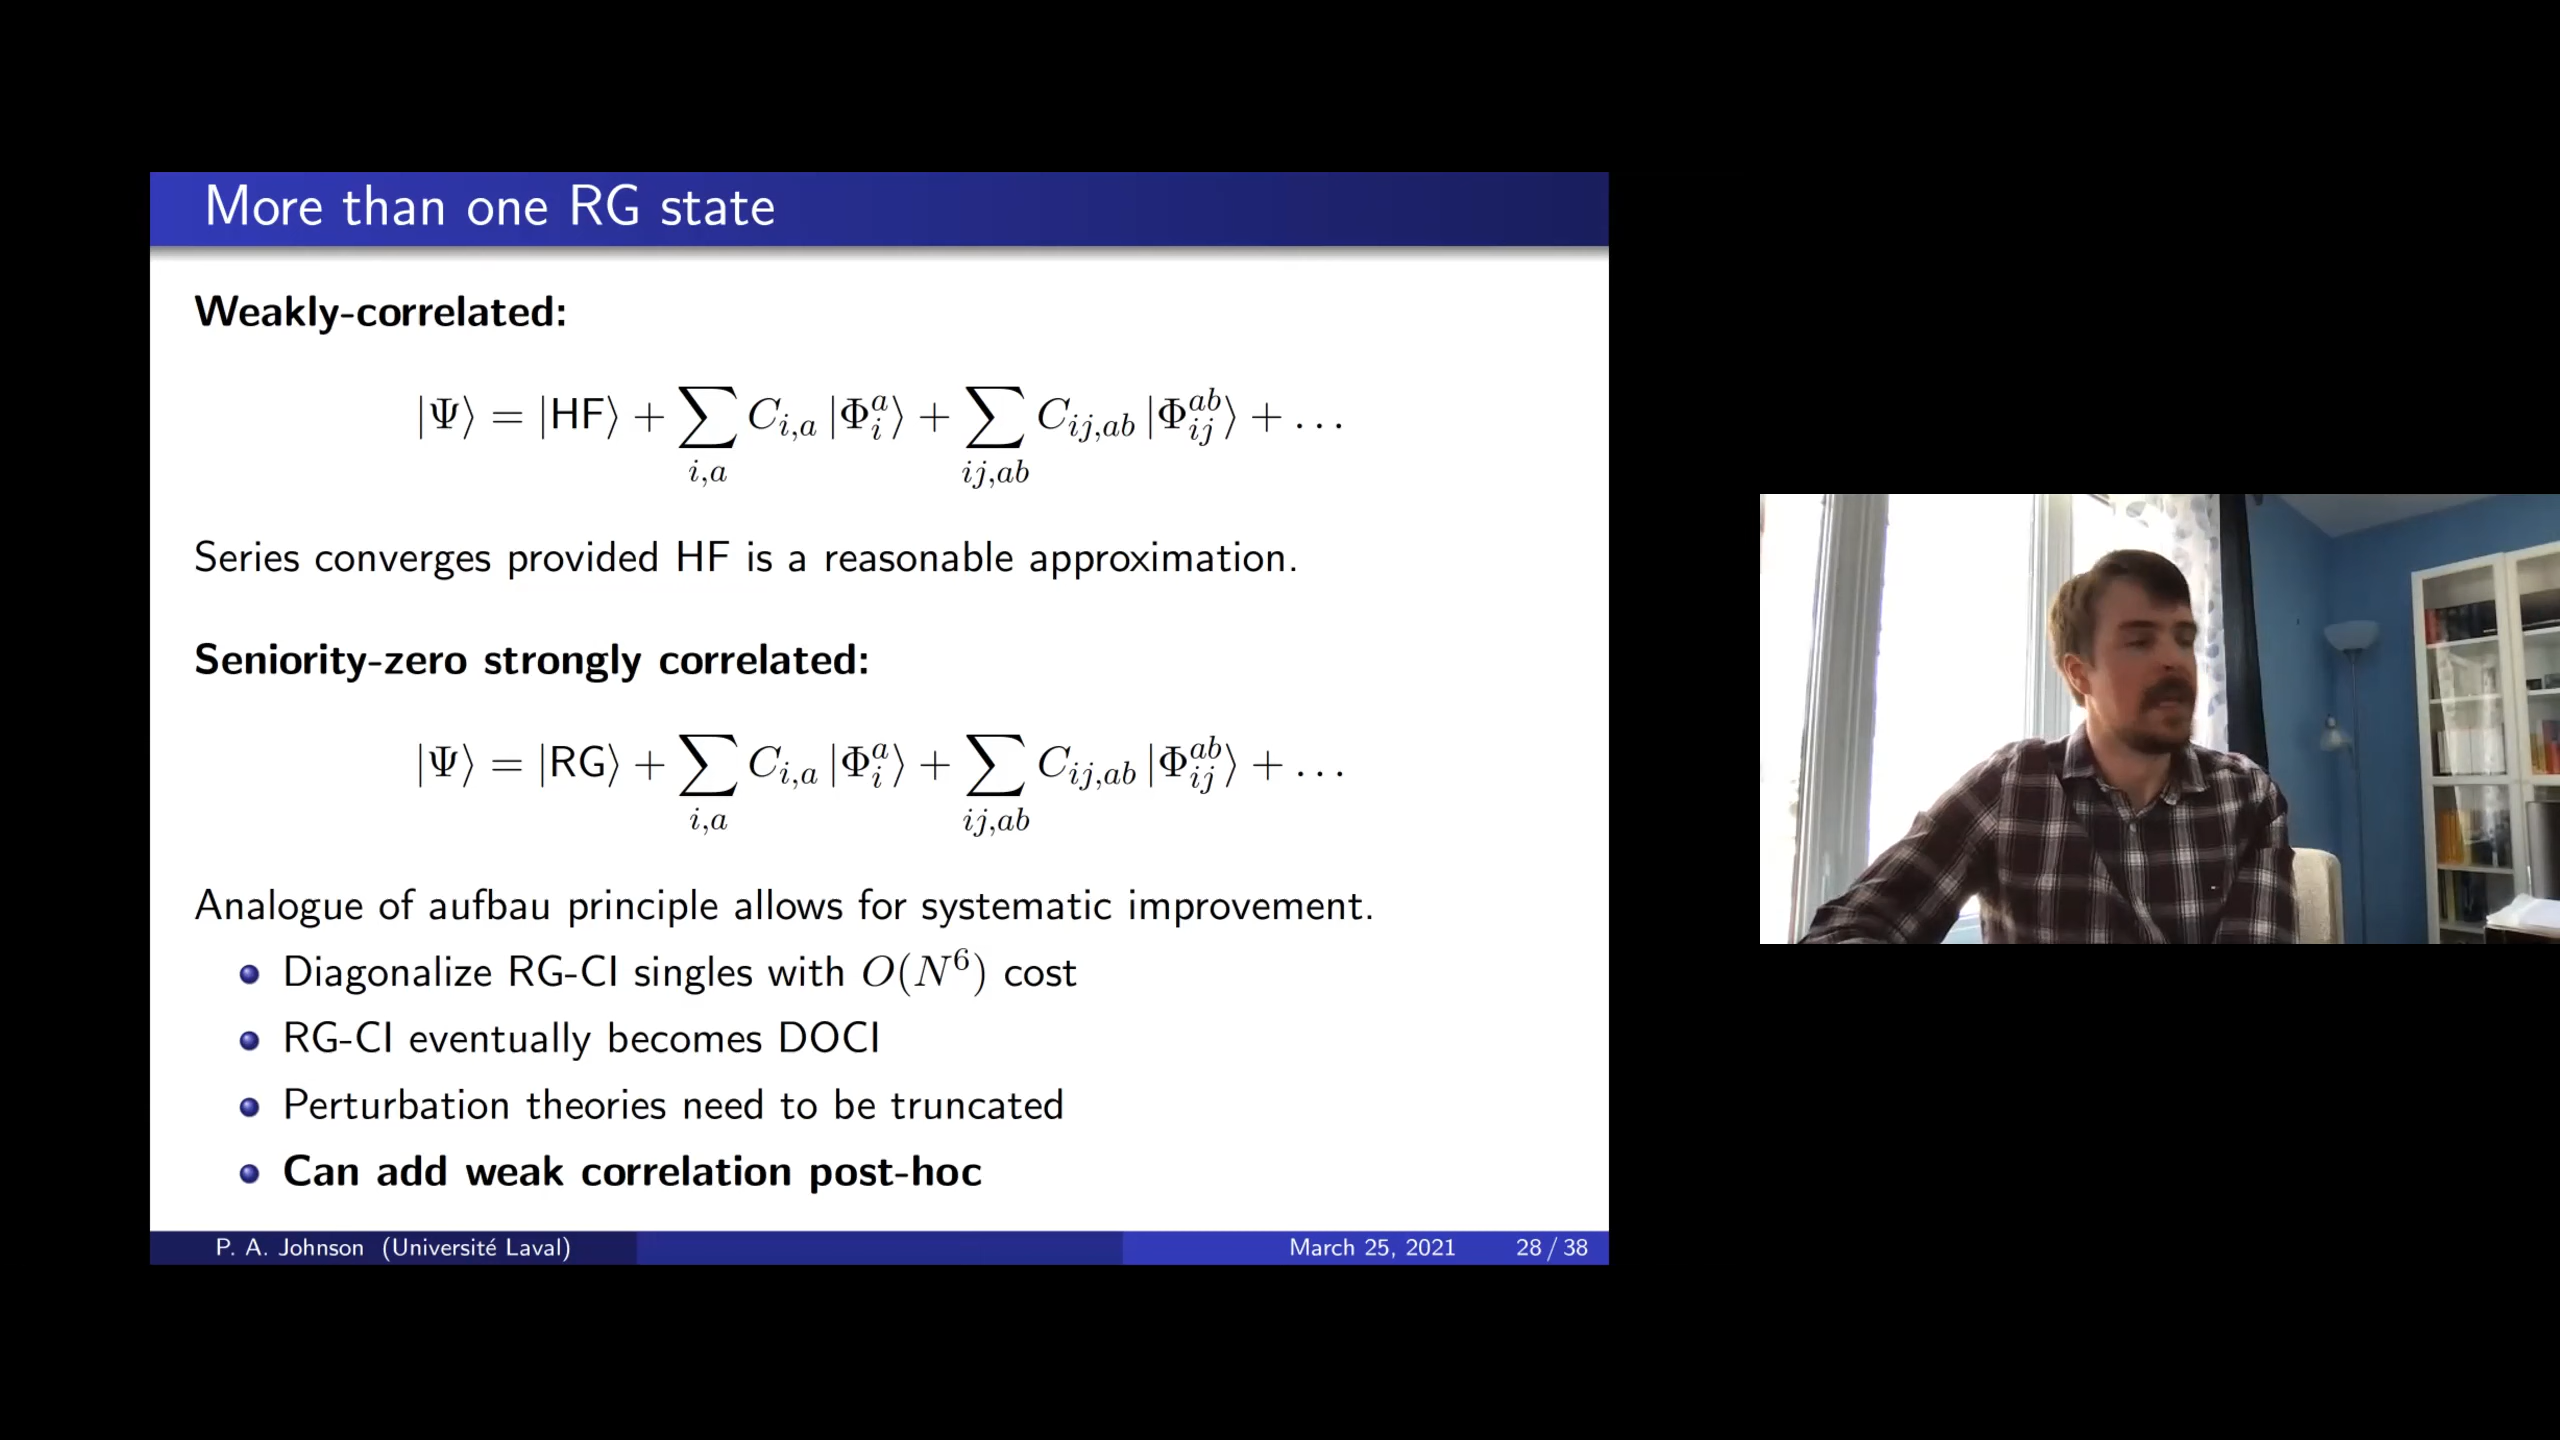 More than one RG state
Weakly-correlated:
|Ψ⟩ = |HF⟩ + ∑_{i,a} C_{i,a} |Φ_i^a⟩ + ∑_{ij,ab} C_{ij,ab} |Φ_{ij}^{ab}⟩ + …
Series converges provided HF is a reasonable approximation.
Seniority-zero strongly correlated:
|Ψ⟩ = |RG⟩ + ∑_{i,a} C_{i,a} |Φ_i^a⟩ + ∑_{ij,ab} C_{ij,ab} |Φ_{ij}^{ab}⟩ + …
Analogue of aufbau principle allows for systematic improvement.
Diagonalize RG-CI singles with O(N^6) cost
RG-CI eventually becomes DOCI
Perturbation theories need to be truncated
Can add weak correlation post-hoc
P. A. Johnson (Université Laval) March 25, 2021 28 / 38